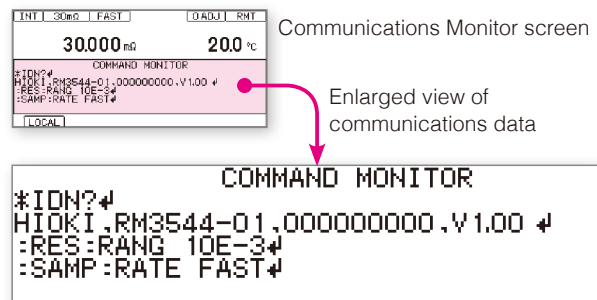 INT 30mΩ FAST 0 ADJ RMT
30.000 mΩ 20.0 °C
COMMAND MONITOR
*IDN?↲
HIOKI,RM3544-01,000000000,V1.00 ↲
:RES:RANG 10E-3↲
:SAMP:RATE FAST↲
LOCAL
Communications Monitor screen
Enlarged view of
communications data
COMMAND MONITOR
*IDN?↲
HIOKI,RM3544-01,000000000,V1.00 ↲
:RES:RANG 10E-3↲
:SAMP:RATE FAST↲